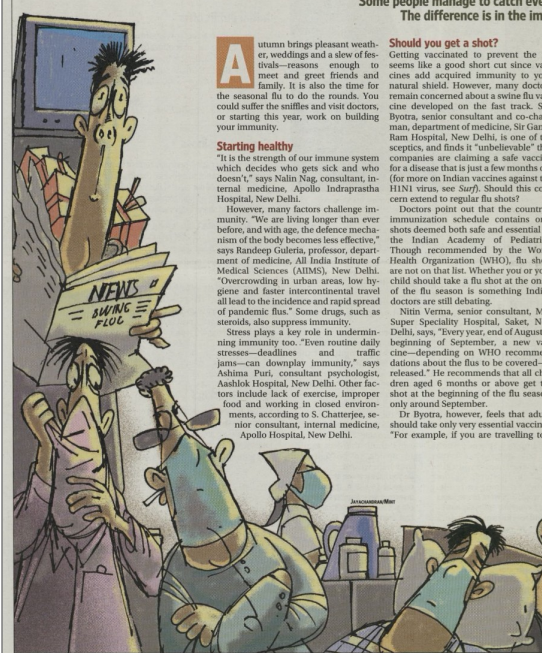 Some people manage to catch eve
The difference is in the im
Autumn brings pleasant weath-
er, weddings and a slew of fes-
tivals—reasons enough to
meet and greet friends and
family. It is also the time for
the seasonal flu to do the rounds. You
could suffer the sniffles and visit doctors,
or starting this year, work on building
your immunity.
Starting healthy
"It is the strength of our immune system
which decides who gets sick and who
doesn't," says Nalin Nag, consultant, in-
ternal medicine, Apollo Indraprastha
Hospital, New Delhi.
However, many factors challenge im-
munity. "We are living longer than ever
before, and with age, the defence mecha-
nism of the body becomes less effective,"
says Randeep Guleria, professor, depart-
ment of medicine, All India Institute of
Medical Sciences (AIIMS), New Delhi.
"Overcrowding in urban areas, low hy-
giene and faster intercontinental travel
all lead to the incidence and rapid spread
of pandemic flus." Some drugs, such as
steroids, also suppress immunity.
Stress plays a key role in undermin-
ning immunity too. "Even routine daily
stresses—deadlines and traffic
jams—can downplay immunity," says
Ashima Puri, consultant psychologist,
Aashlok Hospital, New Delhi. Other fac-
tors include lack of exercise, improper
food and working in closed environ-
ments, according to S. Chatterjee, se-
nior consultant, internal medicine,
Apollo Hospital, New Delhi.
Should you get a shot?
Getting vaccinated to prevent the
seems like a good short cut since va
cines add acquired immunity to yo
natural shield. However, many docto
remain concerned about a swine flu va
cine developed on the fast track. S
Byotra, senior consultant and co-cha
man, department of medicine, Sir Gan
Ram Hospital, New Delhi, is one of t
sceptics, and finds it "unbelievable" th
companies are claiming a safe vacci
for a disease that is just a few months o
(for more on Indian vaccines against t
H1N1 virus, see Surf). Should this co
cern extend to regular flu shots?
Doctors point out that the countr
immunization schedule contains on
shots deemed both safe and essential
the Indian Academy of Pediatri
Though recommended by the Wo
Health Organization (WHO), flu sho
are not on that list. Whether you or yo
child should take a flu shot at the on
of the flu season is something Indi
doctors are still debating.
Nitin Verma, senior consultant, M
Super Speciality Hospital, Saket, N
Delhi, says, "Every year, end of August
beginning of September, a new va
cine—depending on WHO recomme
dations about the flu to be covered—
released." He recommends that all ch
dren aged 6 months or above get t
shot at the beginning of the flu seaso
only around September.
Dr Byotra, however, feels that adu
should take only very essential vaccin
"For example, if you are travelling to
JAYACHANDRAN/MINT
NEWS
SWINE
FLUC